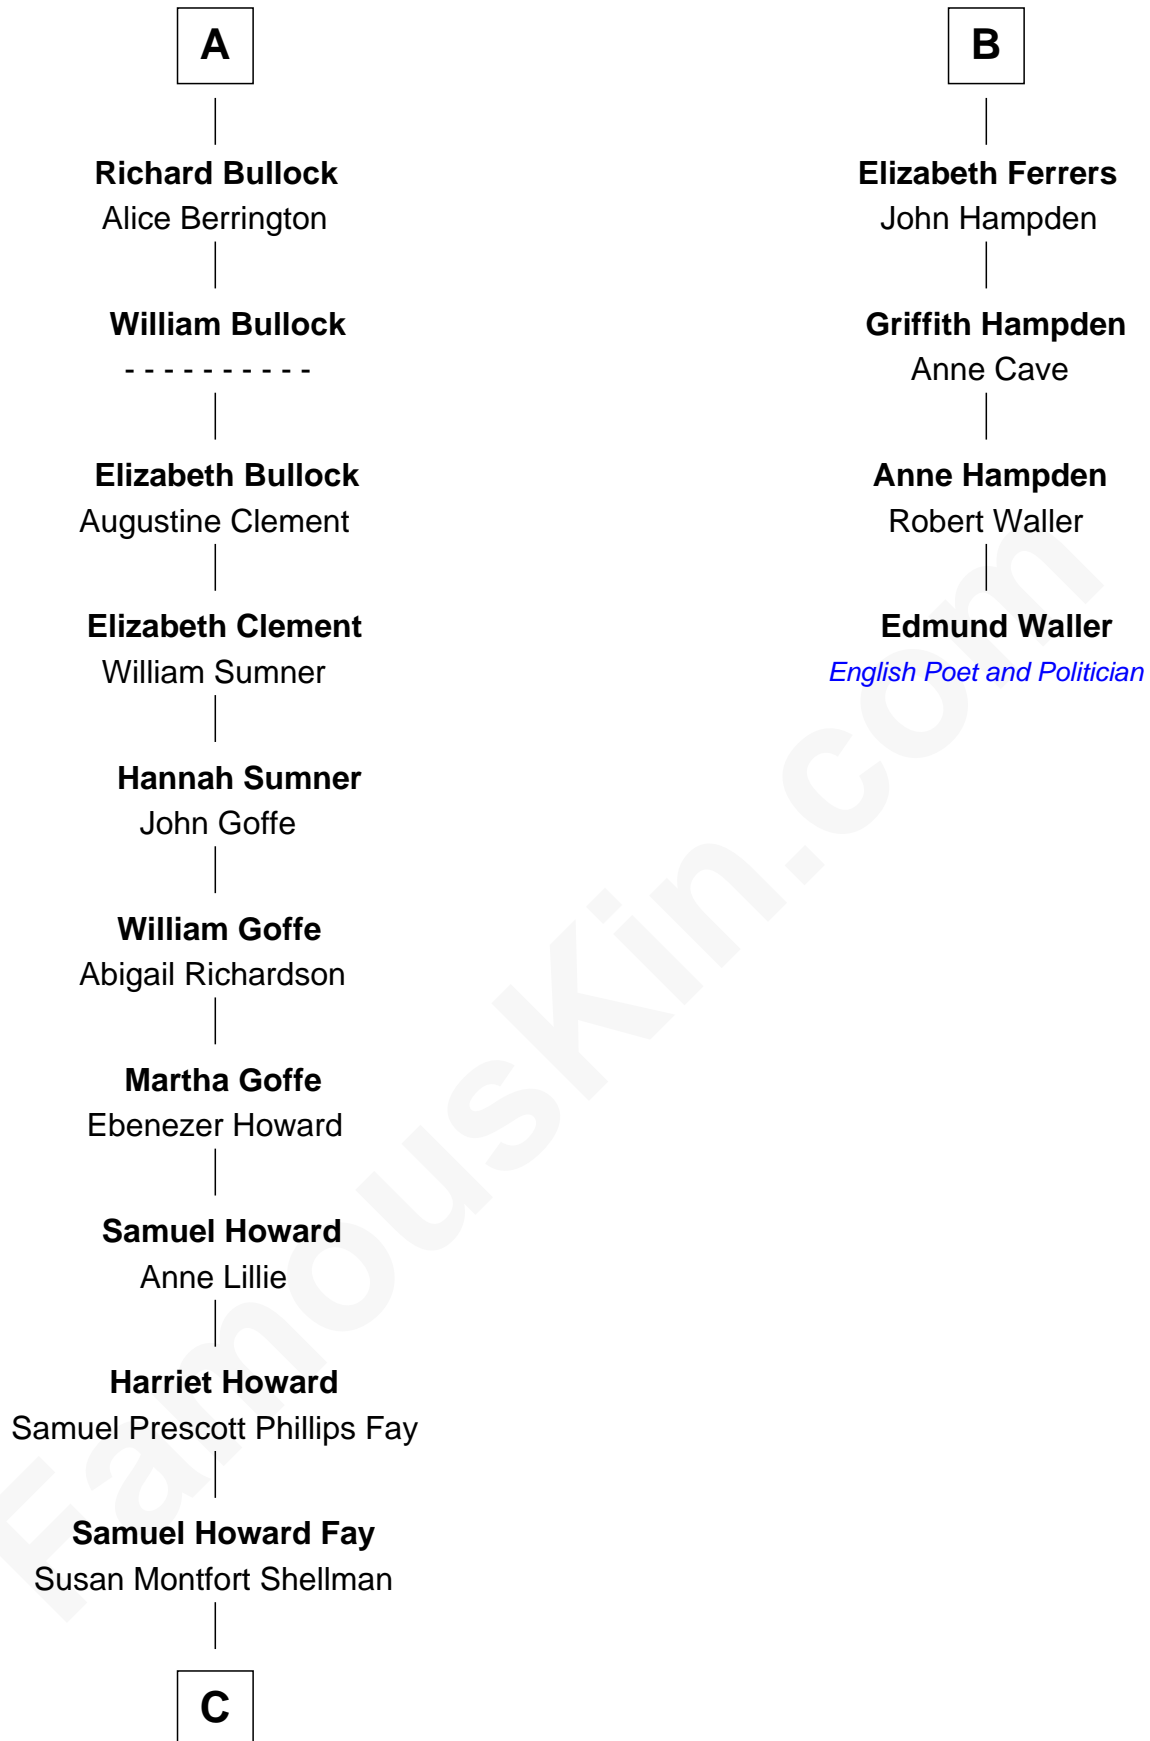 A
Richard Bullock
Alice Berrington
William Bullock
- - - - - - - - - -
Elizabeth Bullock
Augustine Clement
Elizabeth Clement
William Sumner
Hannah Sumner
John Goffe
William Goffe
Abigail Richardson
Martha Goffe
Ebenezer Howard
Samuel Howard
Anne Lillie
Harriet Howard
Samuel Prescott Phillips Fay
Samuel Howard Fay
Susan Montfort Shellman
C
B
Elizabeth Ferrers
John Hampden
Griffith Hampden
Anne Cave
Anne Hampden
Robert Waller
Edmund Waller
English Poet and Politician
FamousKin.com